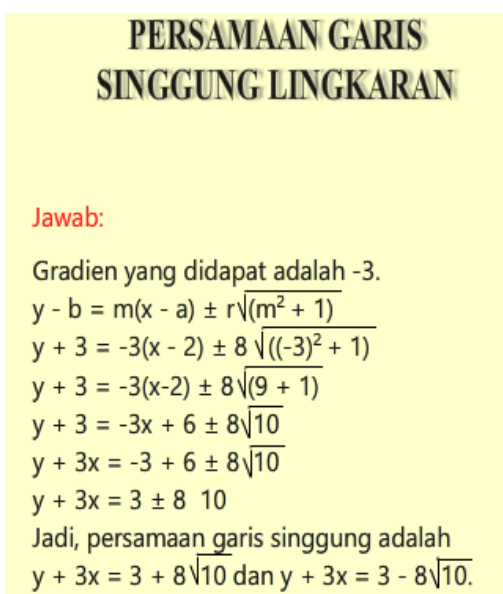 PERSAMAAN GARIS
SINGGUNG LINGKARAN
Jawab:
Gradien yang didapat adalah -3.
y - b = m(x - a) ± r√(m² + 1)
y + 3 = -3(x - 2) ± 8 √((-3)² + 1)
y + 3 = -3(x-2) ± 8√(9 + 1)
y + 3 = -3x + 6 ± 8√10
y + 3x = -3 + 6 ± 8√10
y + 3x = 3 ± 8 10
Jadi, persamaan garis singgung adalah
y + 3x = 3 + 8√10 dan y + 3x = 3 - 8√10.